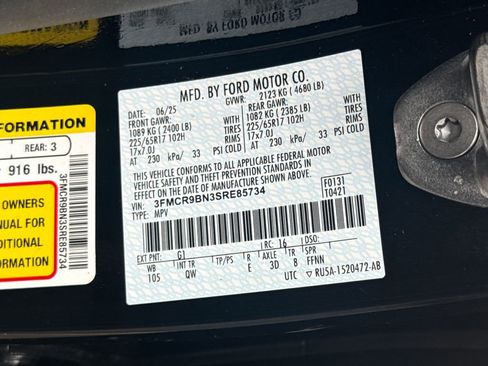 MFD. BY FORD MOTOR CO.
06/25 GVWR: 2123 KG ( 4680 LB)
FRONT GAWR: REAR GAWR:
1089 KG ( 2400 LB) WITH 1082 KG ( 2385 LB) WITH
225/65R17 102H TIRES 225/65R17 102H TIRES
17x7.0J RIMS 17x7.0J RIMS
AT 230 kPa/ 33 PSI COLD AT 230 kPa/ 33 PSI COLD
THIS VEHICLE CONFORMS TO ALL APPLICABLE FEDERAL MOTOR
VEHICLE SAFETY AND THEFT PREVENTION STANDARDS IN
EFFECT ON THE DATE OF MANUFACTURE SHOWN ABOVE.
VIN: 3FMCR9BN3SRE85734
TYPE: MPV
F0131
T0421
EXT PNT: G1 RC: 16 DSO:
WB INT TR TP/PS R AXLE TR SPR
105 QW E 3D 8 FFNN
UTC RU5A-1520472-AB
FORMATION
REAR: 3
916 lbs.
OWNERS
NUAL FOR
DITIONAL
ORMATION
3FMCR9BN3SRE85734